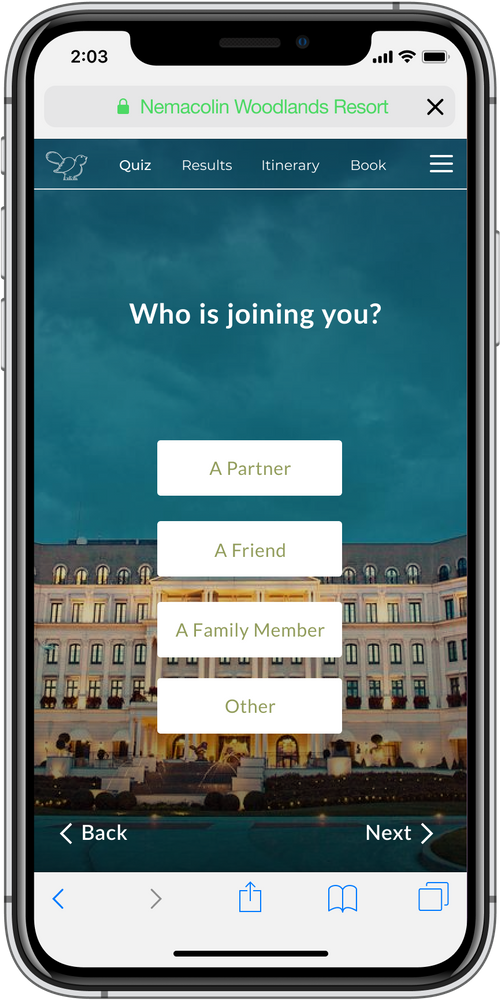 2:03
Nemacolin Woodlands Resort
Quiz Results Itinerary Book
Who is joining you?
A Partner
A Friend
A Family Member
Other
Back Next